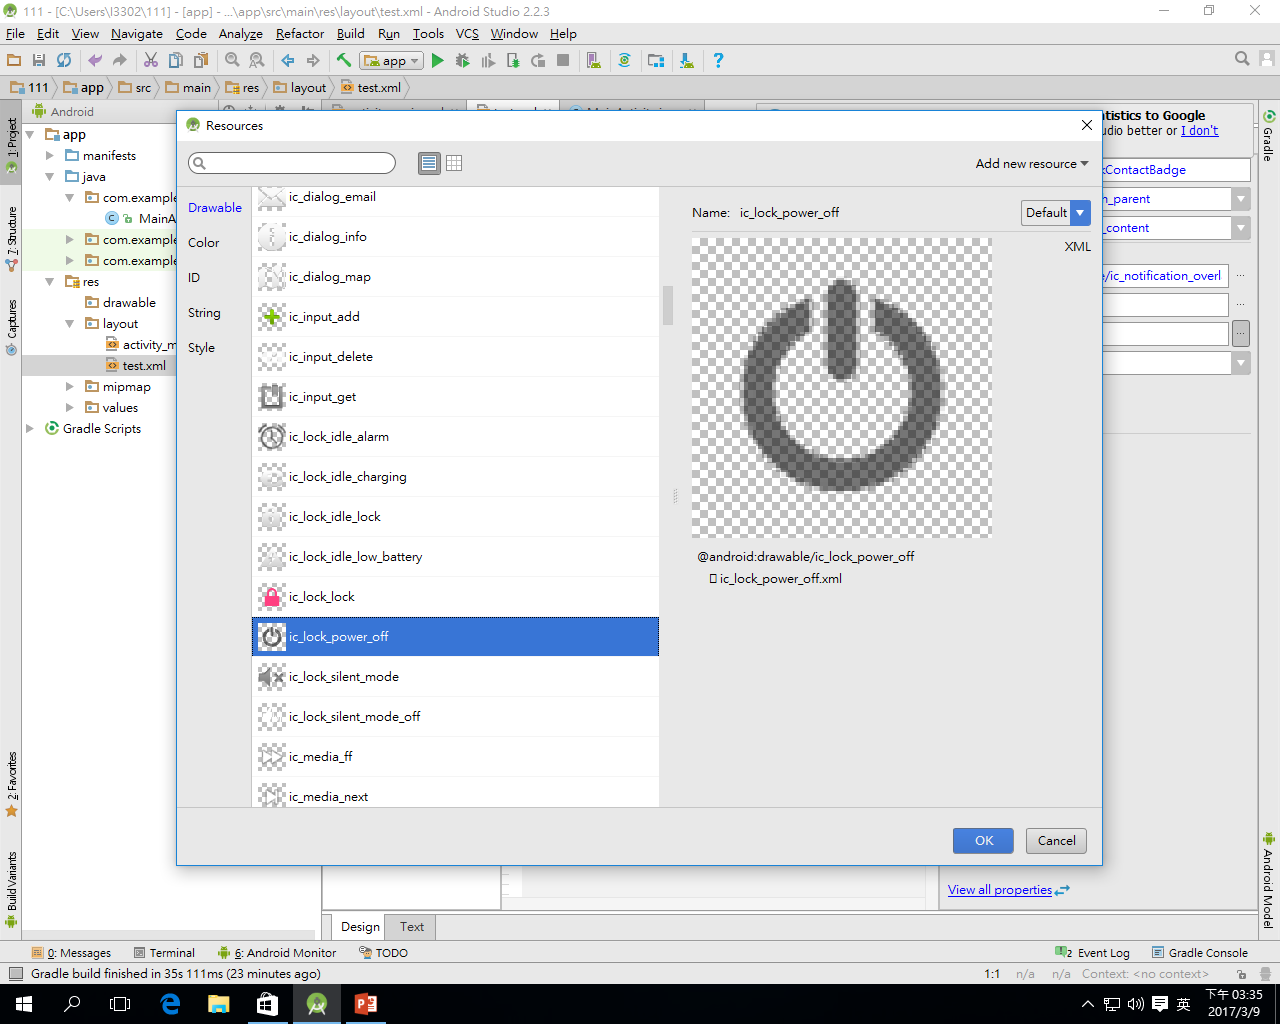 111 - [C:\Users\I3302\111] - [app] - ...\app\src\main\res\layout\test.xml - Android Studio 2.2.3
File Edit View Navigate Code Analyze Refactor Build Run Tools VCS Window Help
app
111 app src main res layout test.xml
Android
1: Project
7: Structure
Captures
2: Favorites
Build Variants
app
manifests
java
com.example
MainA
com.example
com.example
res
drawable
layout
activity_m
test.xml
mipmap
values
Gradle Scripts
Resources
Add new resource
Drawable
Color
ID
String
Style
ic_dialog_email
ic_dialog_info
ic_dialog_map
ic_input_add
ic_input_delete
ic_input_get
ic_lock_idle_alarm
ic_lock_idle_charging
ic_lock_idle_lock
ic_lock_idle_low_battery
ic_lock_lock
ic_lock_power_off
ic_lock_silent_mode
ic_lock_silent_mode_off
ic_media_ff
ic_media_next
Name: ic_lock_power_off
Default
XML
@android:drawable/ic_lock_power_off
ic_lock_power_off.xml
OK Cancel
tistics to Google
udio better or I don't
kContactBadge
h_parent
_content
e/ic_notification_overl
View all properties
Gradle
Android Model
Design Text
0: Messages Terminal 6: Android Monitor TODO
2 Event Log Gradle Console
Gradle build finished in 35s 111ms (23 minutes ago)
1:1 n/a n/a Context: <no context>
英
下午 03:35
2017/3/9